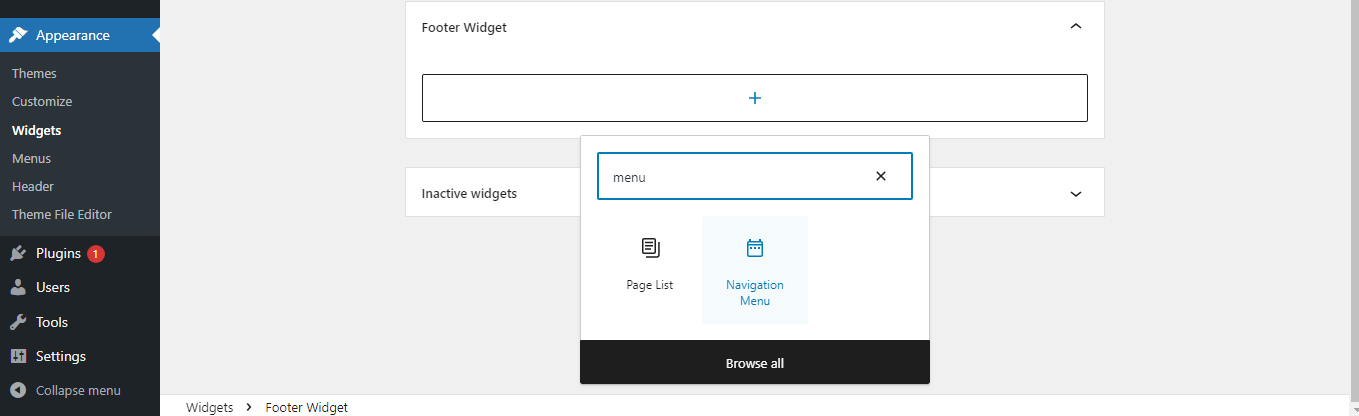 Appearance
Themes
Customize
Widgets
Menus
Header
Theme File Editor
Plugins 1
Users
Tools
Settings
Collapse menu
Footer Widget
menu
Page List
Navigation
Menu
Browse all
Inactive widgets
Widgets
Footer Widget